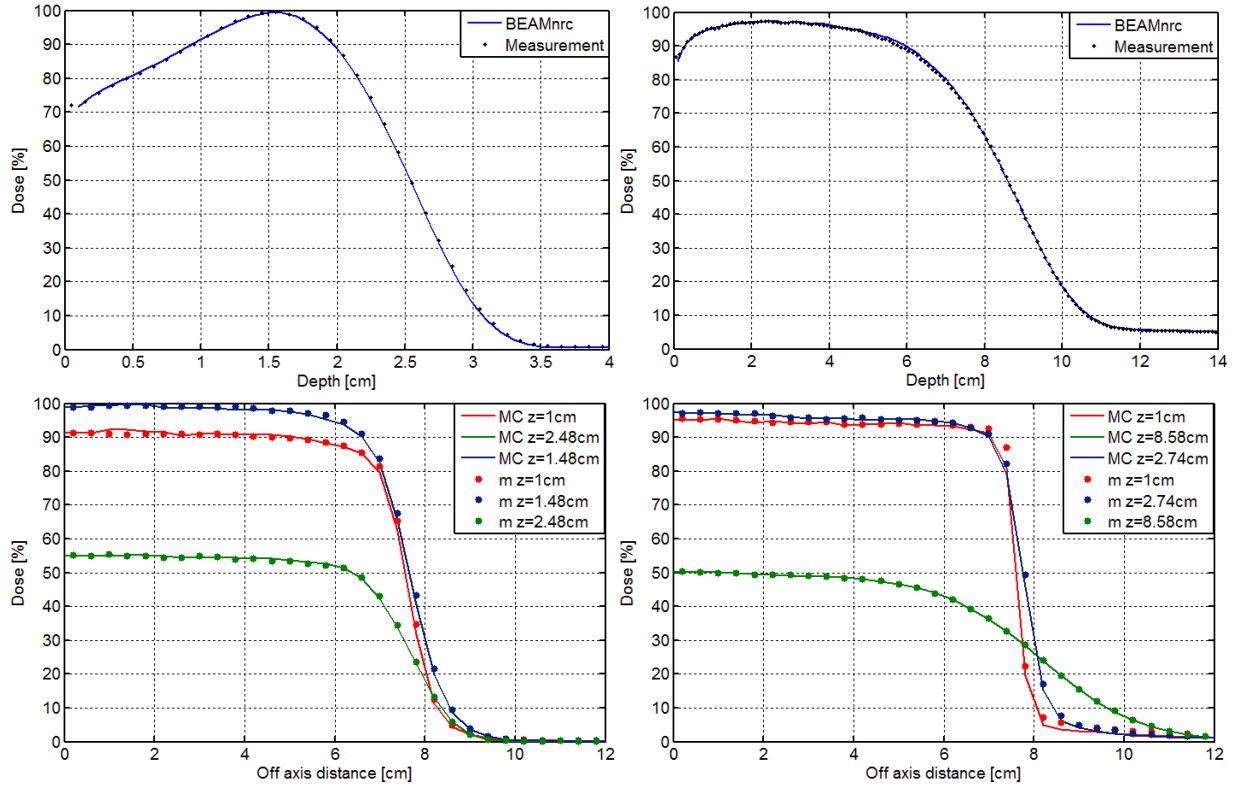 100
90
80
70
60
50
40
30
20
10
0
Dose [%]
0 0.5 1 1.5 2 2.5 3 3.5 4
Depth [cm]
BEAMnrc
Measurement
100
90
80
70
60
50
40
30
20
10
0
Dose [%]
0 2 4 6 8 10 12 14
Depth [cm]
BEAMnrc
Measurement
100
90
80
70
60
50
40
30
20
10
0
Dose [%]
0 2 4 6 8 10 12
Off axis distance [cm]
MC z=1cm
MC z=2.48cm
MC z=1.48cm
m z=1cm
m z=1.48cm
m z=2.48cm
100
90
80
70
60
50
40
30
20
10
0
Dose [%]
0 2 4 6 8 10 12
Off axis distance [cm]
MC z=1cm
MC z=8.58cm
MC z=2.74cm
m z=1cm
m z=2.74cm
m z=8.58cm